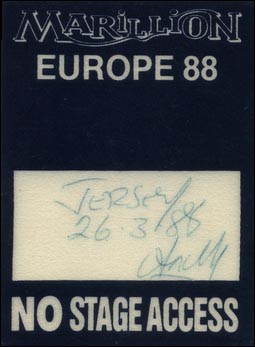 MARILLION
EUROPE 88
JERSEY
26.3/88
NO STAGE ACCESS